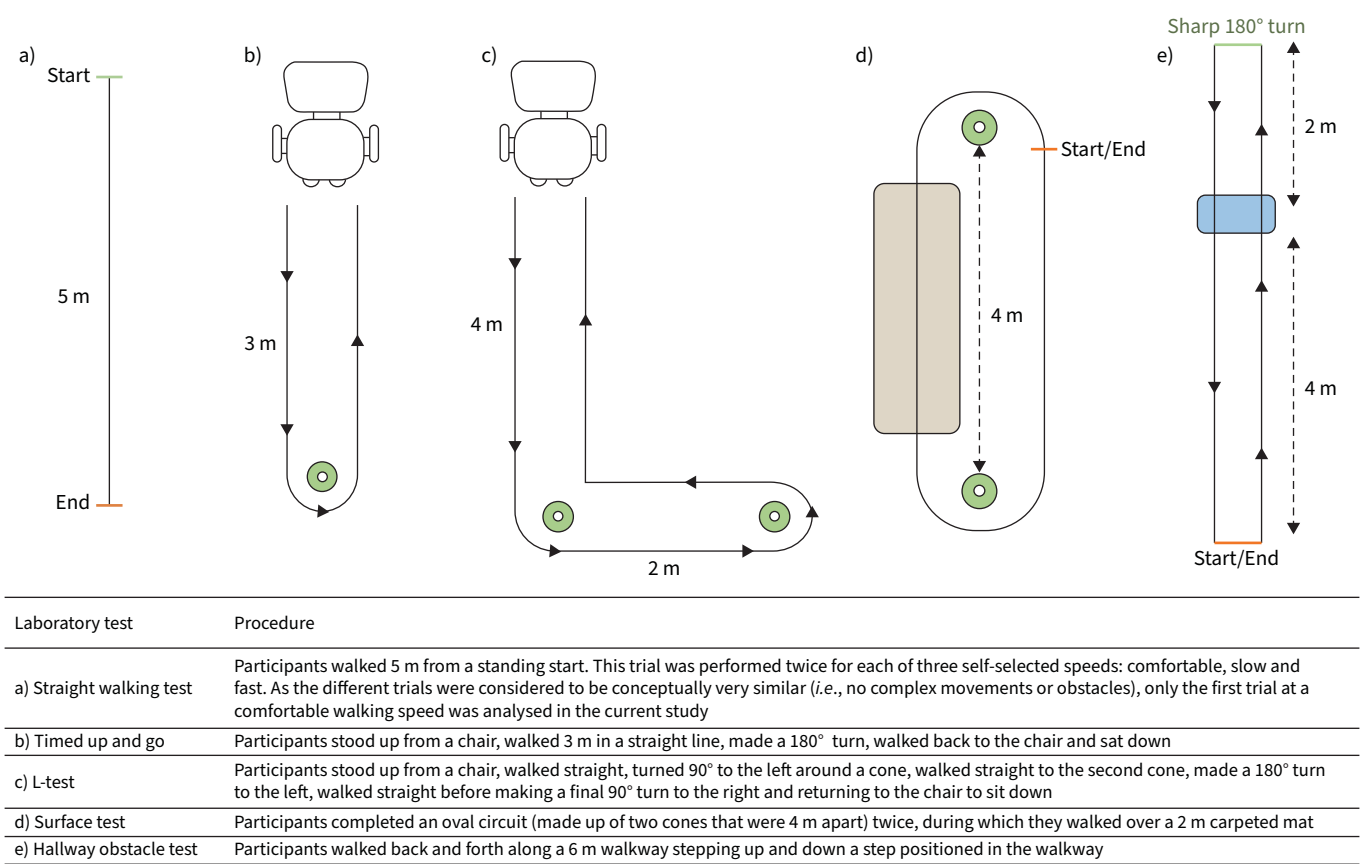 a)
Start
5 m
End
b)
3 m
c)
4 m
2 m
d)
Start/End
4 m
e)
Sharp 180° turn
2 m
4 m
Start/End
Laboratory test Procedure
a) Straight walking test Participants walked 5 m from a standing start. This trial was performed twice for each of three self-selected speeds: comfortable, slow and
fast. As the different trials were considered to be conceptually very similar (i.e., no complex movements or obstacles), only the first trial at a
comfortable walking speed was analysed in the current study
b) Timed up and go Participants stood up from a chair, walked 3 m in a straight line, made a 180° turn, walked back to the chair and sat down
c) L-test Participants stood up from a chair, walked straight, turned 90° to the left around a cone, walked straight to the second cone, made a 180° turn
to the left, walked straight before making a final 90° turn to the right and returning to the chair to sit down
d) Surface test Participants completed an oval circuit (made up of two cones that were 4 m apart) twice, during which they walked over a 2 m carpeted mat
e) Hallway obstacle test Participants walked back and forth along a 6 m walkway stepping up and down a step positioned in the walkway